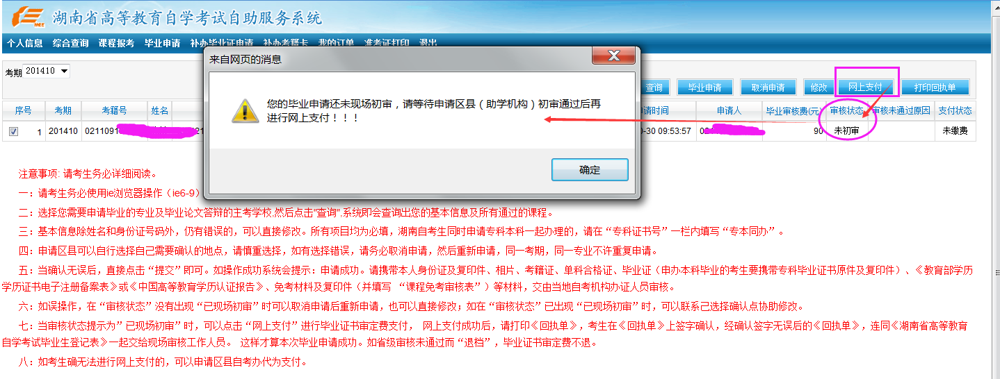 湖南省高等教育自学考试自助服务系统
HNEE
个人信息 综合查询 课程报考 毕业申请 补办毕业证申请 补办考籍卡 我的订单 准考证打印 退出
来自网页的消息
考期 201410
查询 毕业申请 取消申请 修改 网上支付 打印回执单
您的毕业申请还未现场初审，请等待申请区县（助学机构）初审通过后再
进行网上支付！！！
序号 考期 考籍号 姓名 请时间 申请人 毕业审核费(元) 审核状态 审核未通过原因 支付状态
1 201410 0211091 21 0-30 09:53:57 90 未初审 未缴费
确定
注意事项: 请考生务必详细阅读。
一：请考生务必使用ie浏览器操作（ie6-9）
二：选择您需要申请毕业的专业及毕业论文答辩的主考学校,然后点击"查询",系统即会查询出您的基本信息及所有通过的课程。
三：基本信息除姓名和身份证号码外，仍有错误的，可以直接修改。所有项目均为必填，湖南自考生同时申请专科本科一起办理的，请在“专科证书号”一栏内填写“专本同办”。
四：申请区县可以自行选择自己需要确认的地点，请慎重选择，如有选择错误，请务必取消申请，然后重新申请，同一考期，同一专业不许重复申请。
五：当确认无误后，直接点击“提交”即可。如操作成功系统会提示：申请成功。请携带本人身份证及复印件、相片、考籍证、单科合格证、毕业证（申办本科毕业的考生要携带专科毕业证书原件及复印件）、《教育部学历
学历证书电子注册备案表》或《中国高等教育学历认证报告》、免考材料及复印件（并填写 “课程免考审核表”）等材料，交由当地自考机构办证人员审核。
六：如误操作，在“审核状态”没有出现“已现场初审”时可以取消申请后重新申请，也可以直接修改；如在“审核状态”已出现“已现场初审”时，可以联系己选择确认点协助修改。
七：当审核状态提示为”已现场初审”时，可以点击“网上支付”进行毕业证书审定费支付， 网上支付成功后，请打印《回执单》，考生在《回执单》上签字确认，经确认签字无误后的《回执单》，连同《湖南省高等教育
自学考试毕业生登记表》一起交给现场审核工作人员。 这样才算本次毕业申请成功。如省级审核未通过而“退档”，毕业证书审定费不退。
八：如考生确无法进行网上支付的，可以申请区县自考办代为支付。